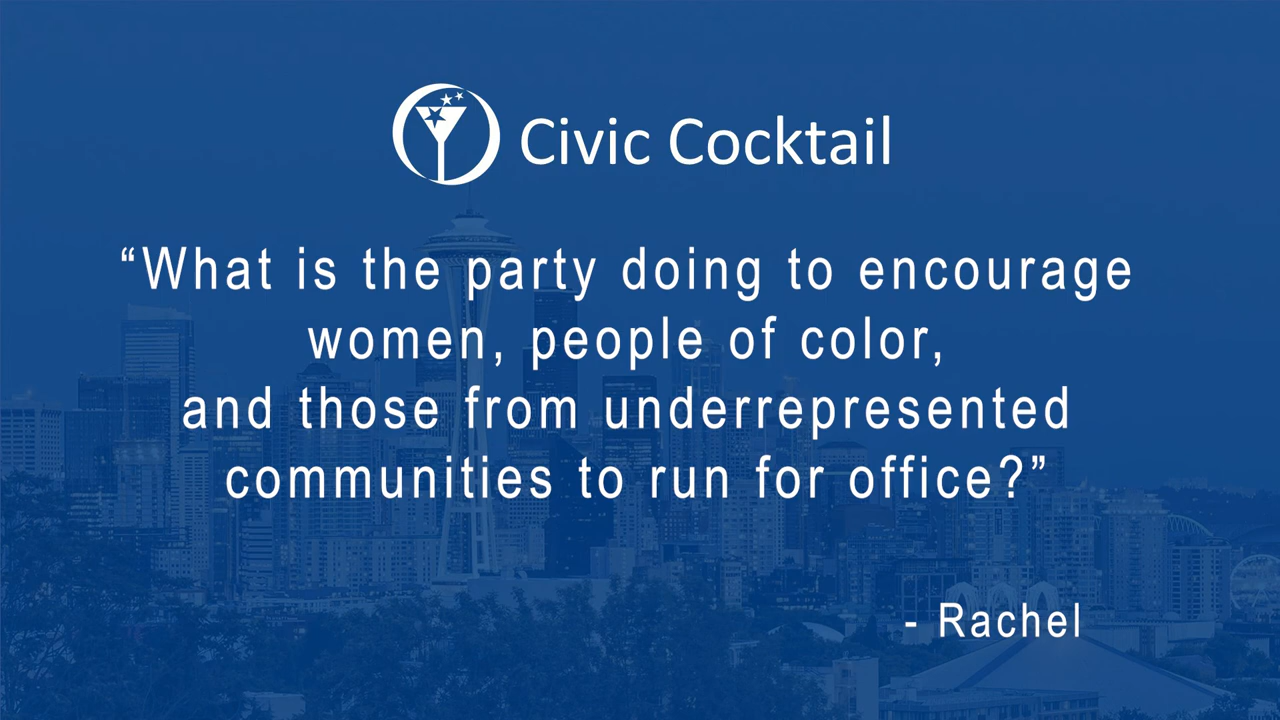 Civic Cocktail
“What is the party doing to encourage
women, people of color,
and those from underrepresented
communities to run for office?”
- Rachel